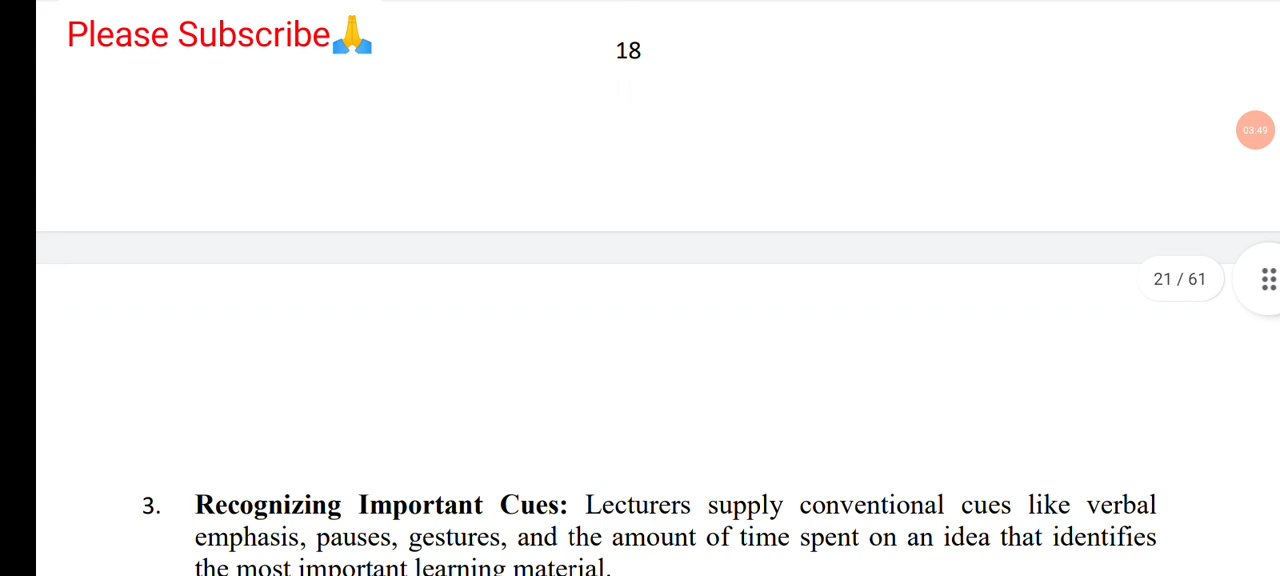 Please Subscribe🙏
18
03:49
21 / 61
3. Recognizing Important Cues: Lecturers supply conventional cues like verbal
emphasis, pauses, gestures, and the amount of time spent on an idea that identifies
the most important learning material.